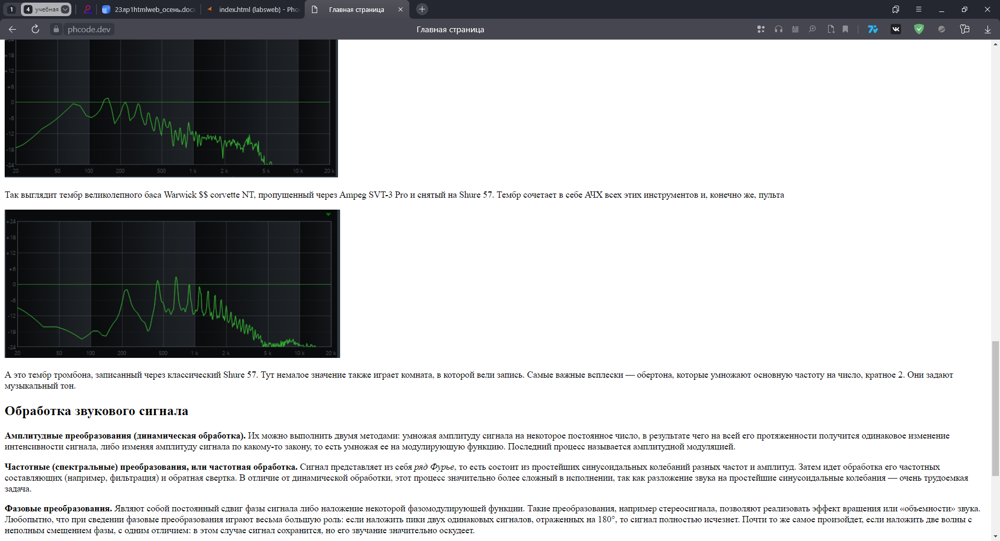 1
4 учебная
23лр1htmlweb_осень.docx
index.html (labsweb) - Pho
Главная страница
phcode.dev
Главная страница
+18
+12
+6
0
-6
-12
-18
-24
20 50 100 200 500 1 k 2 k 5 k 10 k 20 k
Так выглядит тембр великолепного баса Warwick $$ corvette NT, пропущенный через Ampeg SVT-3 Pro и снятый на Shure 57. Тембр сочетает в себе АЧХ всех этих инструментов и, конечно же, пульта
+24
+18
+12
+6
0
-6
-12
-18
-24
20 50 100 200 500 1 k 2 k 5 k 10 k 20 k
А это тембр тромбона, записанный через классический Shure 57. Тут немалое значение также играет комната, в которой вели запись. Самые важные всплески — обертона, которые умножают основную частоту на число, кратное 2. Они задают
музыкальный тон.
Обработка звукового сигнала
Амплитудные преобразования (динамическая обработка). Их можно выполнить двумя методами: умножая амплитуду сигнала на некоторое постоянное число, в результате чего на всей его протяженности получится одинаковое изменение
интенсивности сигнала, либо изменяя амплитуду сигнала по какому-то закону, то есть умножая ее на модулирующую функцию. Последний процесс называется амплитудной модуляцией.
Частотные (спектральные) преобразования, или частотная обработка. Сигнал представляет из себя ряд Фурье, то есть состоит из простейших синусоидальных колебаний разных частот и амплитуд. Затем идет обработка его частотных
составляющих (например, фильтрация) и обратная свертка. В отличие от динамической обработки, этот процесс значительно более сложный в исполнении, так как разложение звука на простейшие синусоидальные колебания — очень трудоемкая
задача.
Фазовые преобразования. Являют собой постоянный сдвиг фазы сигнала либо наложение некоторой фазомодулирующей функции. Такие преобразования, например стереосигнала, позволяют реализовать эффект вращения или «объемности» звука.
Любопытно, что при сведении фазовые преобразования играют весьма большую роль: если наложить пики двух одинаковых сигналов, отраженных на 180°, то сигнал полностью исчезнет. Почти то же самое произойдет, если наложить две волны с
неполным смещением фазы, с одним отличием: в этом случае сигнал сохранится, но его звучание значительно оскудеет.